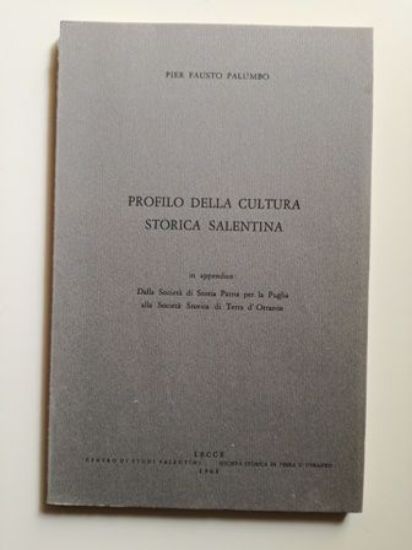 PIER FAUSTO PALUMBO
PROFILO DELLA CULTURA
STORICA SALENTINA
in appendice:
Dalla Società di Storia Patria per la Puglia
alla Società Storica di Terra d'Otranto
LECCE
CENTRO DI STUDI SALENTINI SOCIETÀ STORICA DI TERRA D'OTRANTO